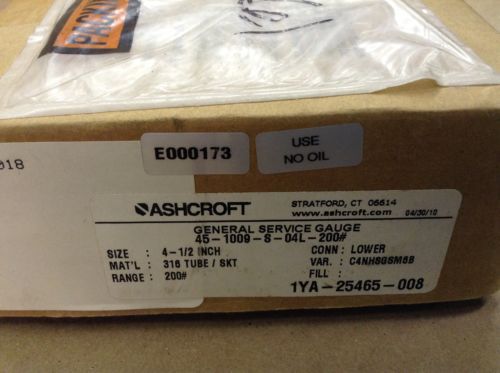 PACKIN
018
E000173
USE
NO OIL
ASHCROFT
STRATFORD, CT 06614
www.ashcroft.com 04/30/10
GENERAL SERVICE GAUGE
45-1009-S-04L-200#
SIZE : 4-1/2 INCH
CONN : LOWER
MAT'L : 316 TUBE / SKT
VAR. : C4NH8GSM6B
RANGE : 200#
FILL :
1YA-25465-008